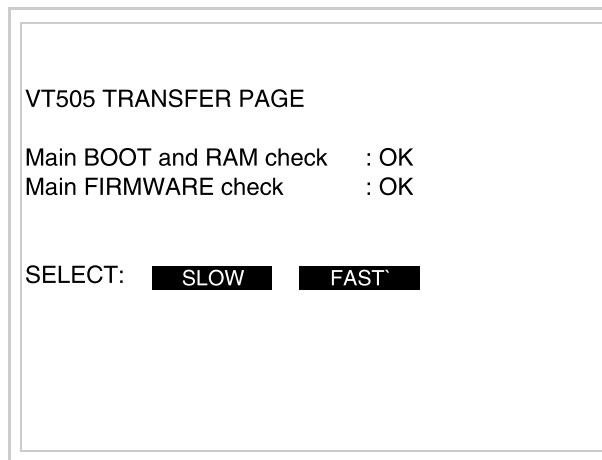 VT505 TRANSFER PAGE
Main BOOT and RAM check : OK
Main FIRMWARE check : OK
SELECT: SLOW FAST`